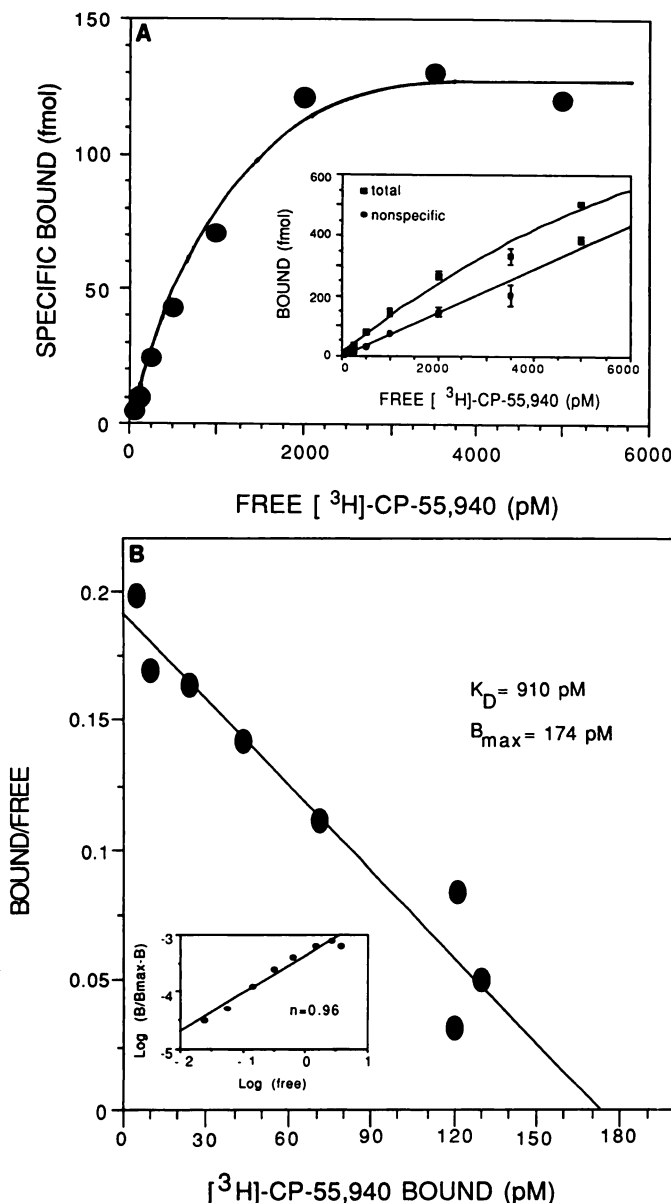 A
150
100
50
0
SPECIFIC BOUND (fmol)
0
2000
4000
6000
FREE [ ³H]-CP-55,940 (pM)
600
400
200
0
BOUND (fmol)
total
nonspecific
0
2000
4000
6000
FREE [ ³H]-CP-55,940 (pM)
B
0.2
0.15
0.1
0.05
0
BOUND/FREE
K_D= 910 pM
B_max= 174 pM
-3
-4
-5
Log (B/Bmax-B)
n=0.96
-2
-1
0
1
Log (free)
0
30
60
90
120
150
180
[³H]-CP-55,940 BOUND (pM)